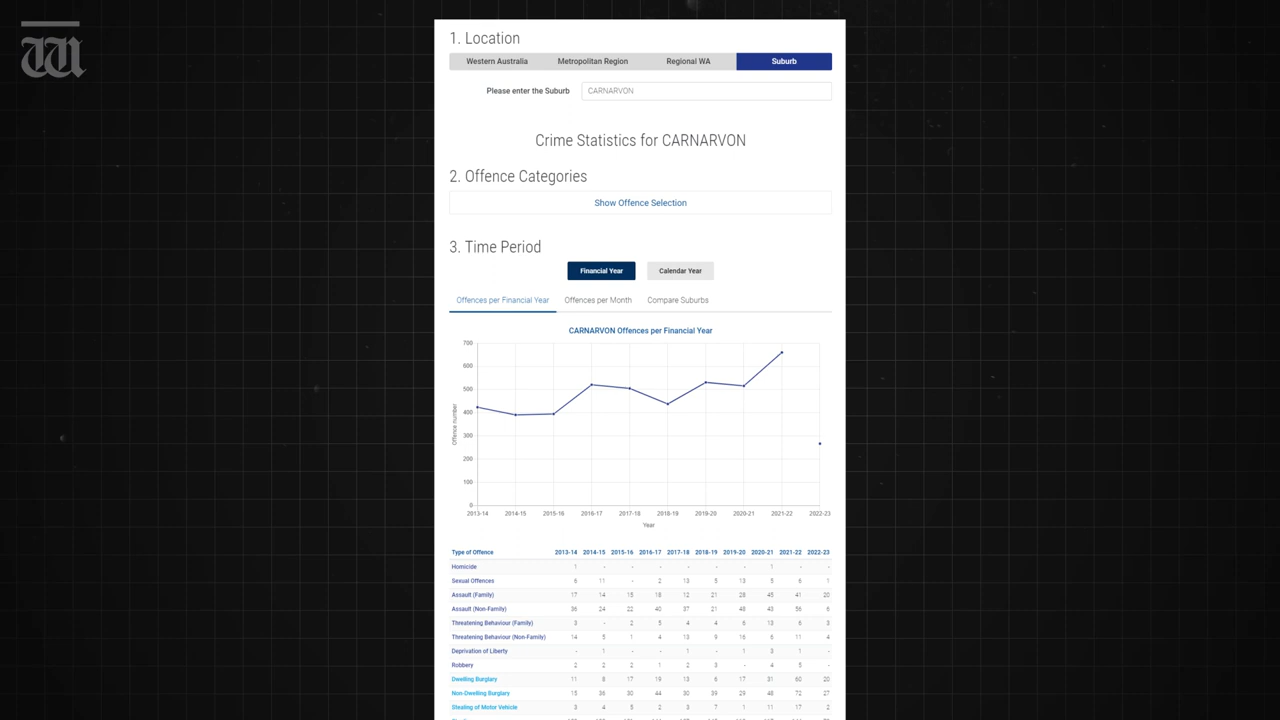 W
1. Location
Western Australia Metropolitan Region Regional WA Suburb
Please enter the Suburb CARNARVON
Crime Statistics for CARNARVON
2. Offence Categories
Show Offence Selection
3. Time Period
Financial Year Calendar Year
Offences per Financial Year Offences per Month Compare Suburbs
CARNARVON Offences per Financial Year
700
600
500
400
300
200
100
0
Offence number
2013-14 2014-15 2015-16 2016-17 2017-18 2018-19 2019-20 2020-21 2021-22 2022-23
Year
Type of Offence 2013-14 2014-15 2015-16 2016-17 2017-18 2018-19 2019-20 2020-21 2021-22 2022-23
Homicide 1 - - - - - - 1 - -
Sexual Offences 6 11 - 2 13 5 13 5 6 1
Assault (Family) 17 14 15 18 12 21 28 45 41 20
Assault (Non-Family) 36 24 22 40 37 21 48 43 56 6
Threatening Behaviour (Family) 3 - 2 5 4 4 6 13 6 3
Threatening Behaviour (Non-Family) 14 5 1 4 13 9 16 6 11 4
Deprivation of Liberty - 1 - - 1 - 1 3 1 -
Robbery 2 2 2 1 2 3 - 4 5 -
Dwelling Burglary 11 8 17 19 13 6 17 31 60 20
Non-Dwelling Burglary 15 36 30 44 30 39 29 48 72 27
Stealing of Motor Vehicle 3 4 5 2 3 7 1 11 17 2